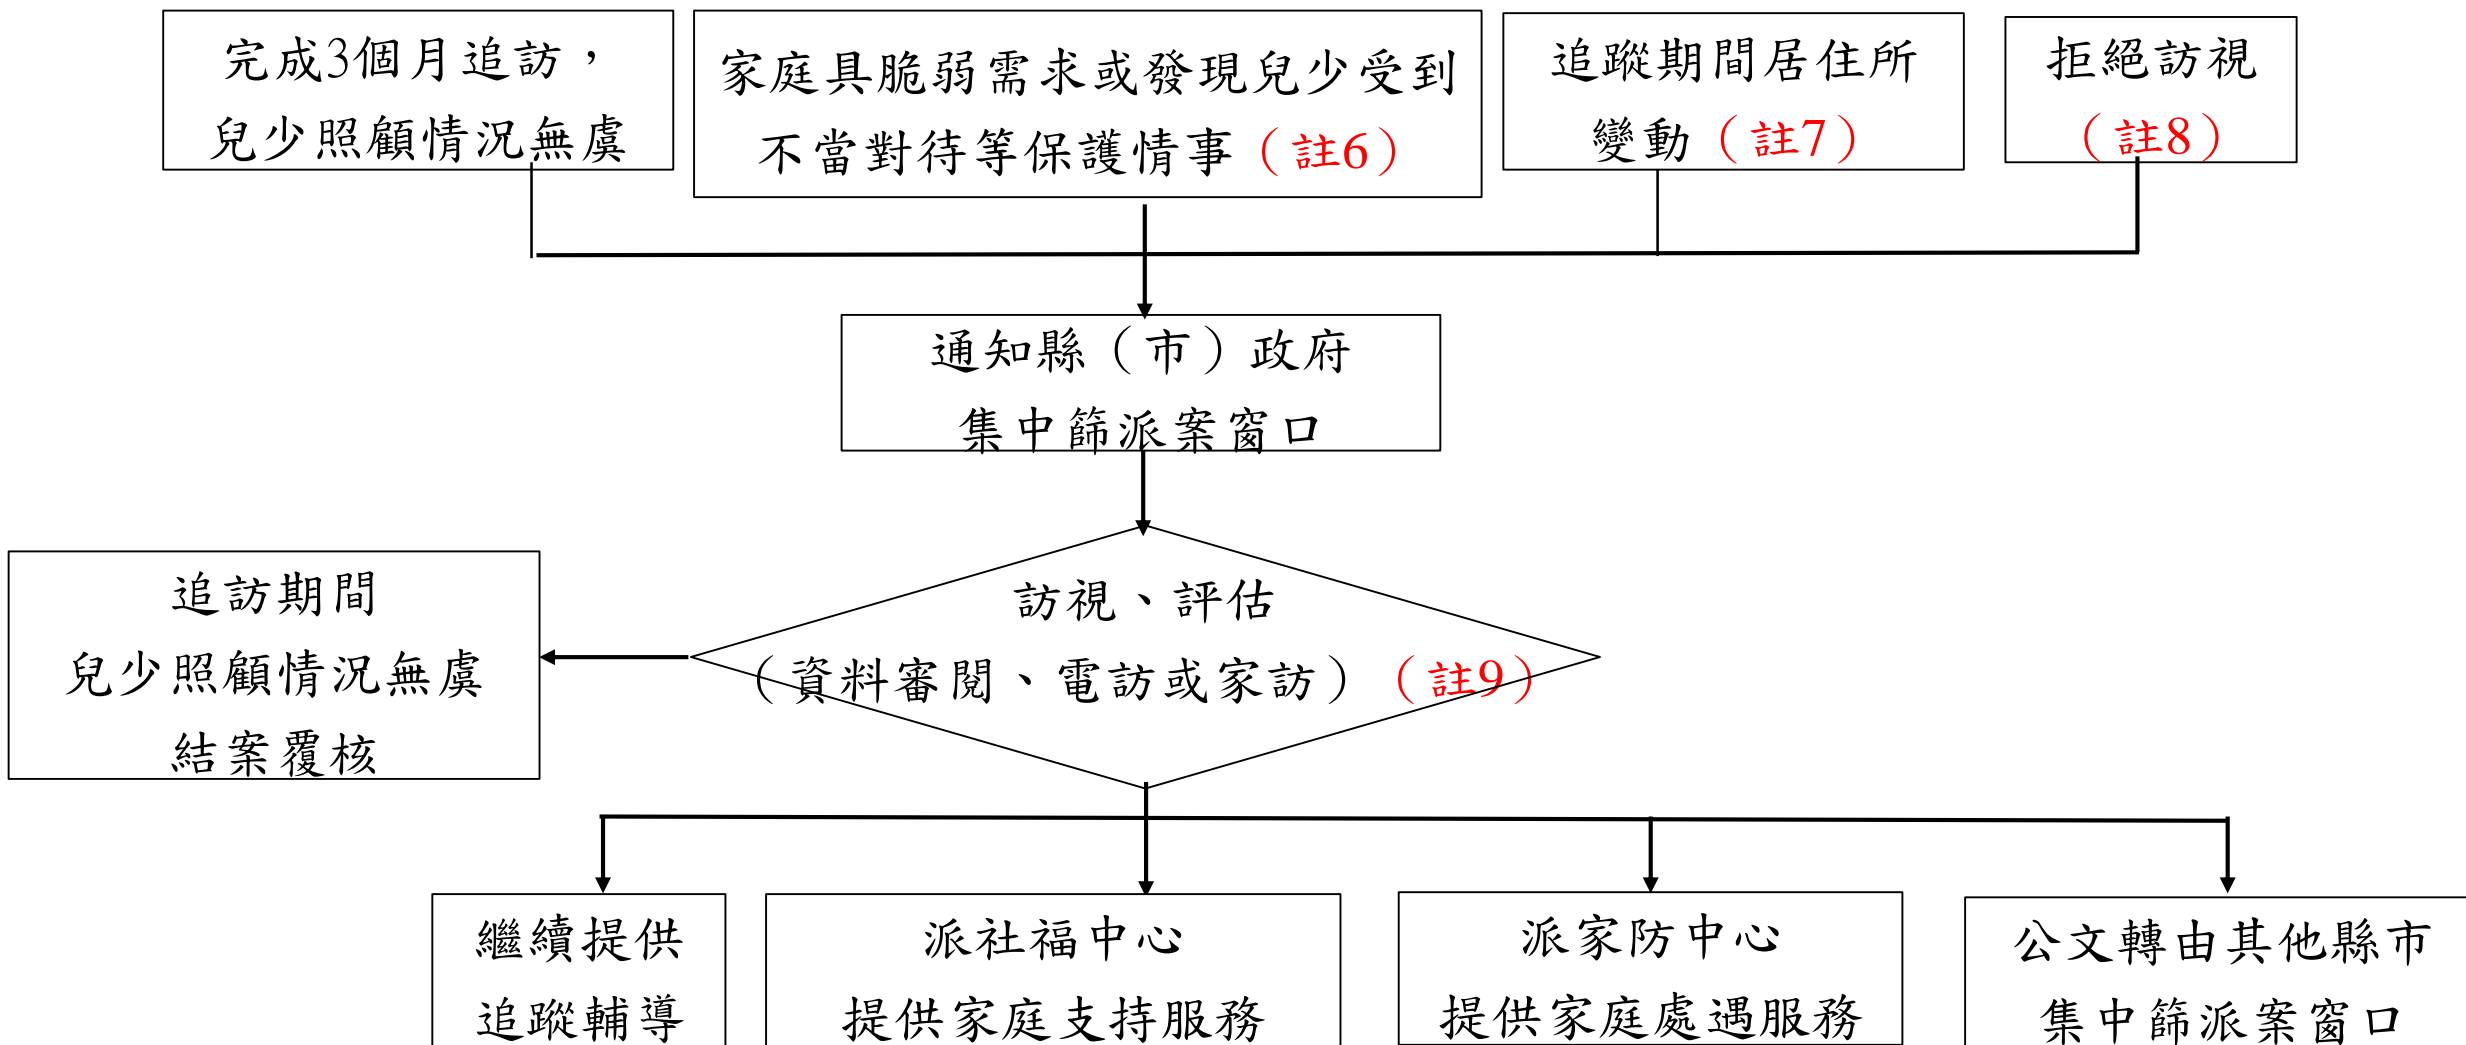 完成3個月追訪，
兒少照顧情況無虞
家庭具脆弱需求或發現兒少受到
不當對待等保護情事（註6）
追蹤期間居住所
變動（註7）
拒絕訪視
（註8）
通知縣（市）政府
集中篩派案窗口
訪視、評估
（資料審閱、電訪或家訪）（註9）
追訪期間
兒少照顧情況無虞
結案覆核
繼續提供
追蹤輔導
派社福中心
提供家庭支持服務
派家防中心
提供家庭處遇服務
公文轉由其他縣市
集中篩派案窗口